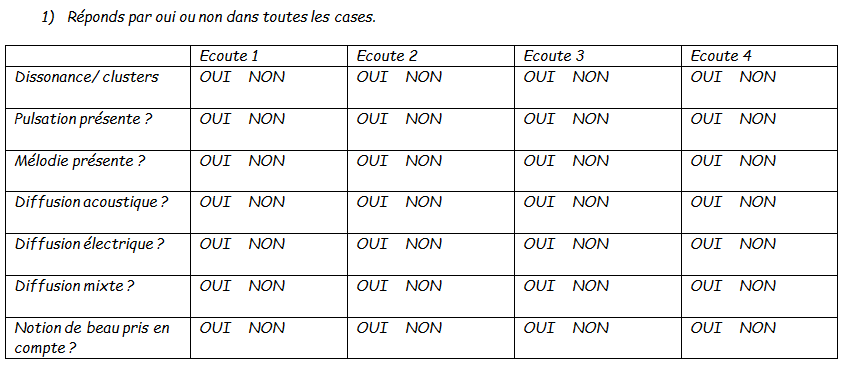 1) Réponds par oui ou non dans toutes les cases.
Ecoute 1 Ecoute 2 Ecoute 3 Ecoute 4
Dissonance/ clusters OUI NON OUI NON OUI NON OUI NON
Pulsation présente ? OUI NON OUI NON OUI NON OUI NON
Mélodie présente ? OUI NON OUI NON OUI NON OUI NON
Diffusion acoustique ? OUI NON OUI NON OUI NON OUI NON
Diffusion électrique ? OUI NON OUI NON OUI NON OUI NON
Diffusion mixte ? OUI NON OUI NON OUI NON OUI NON
Notion de beau pris en OUI NON OUI NON OUI NON OUI NON
compte ?